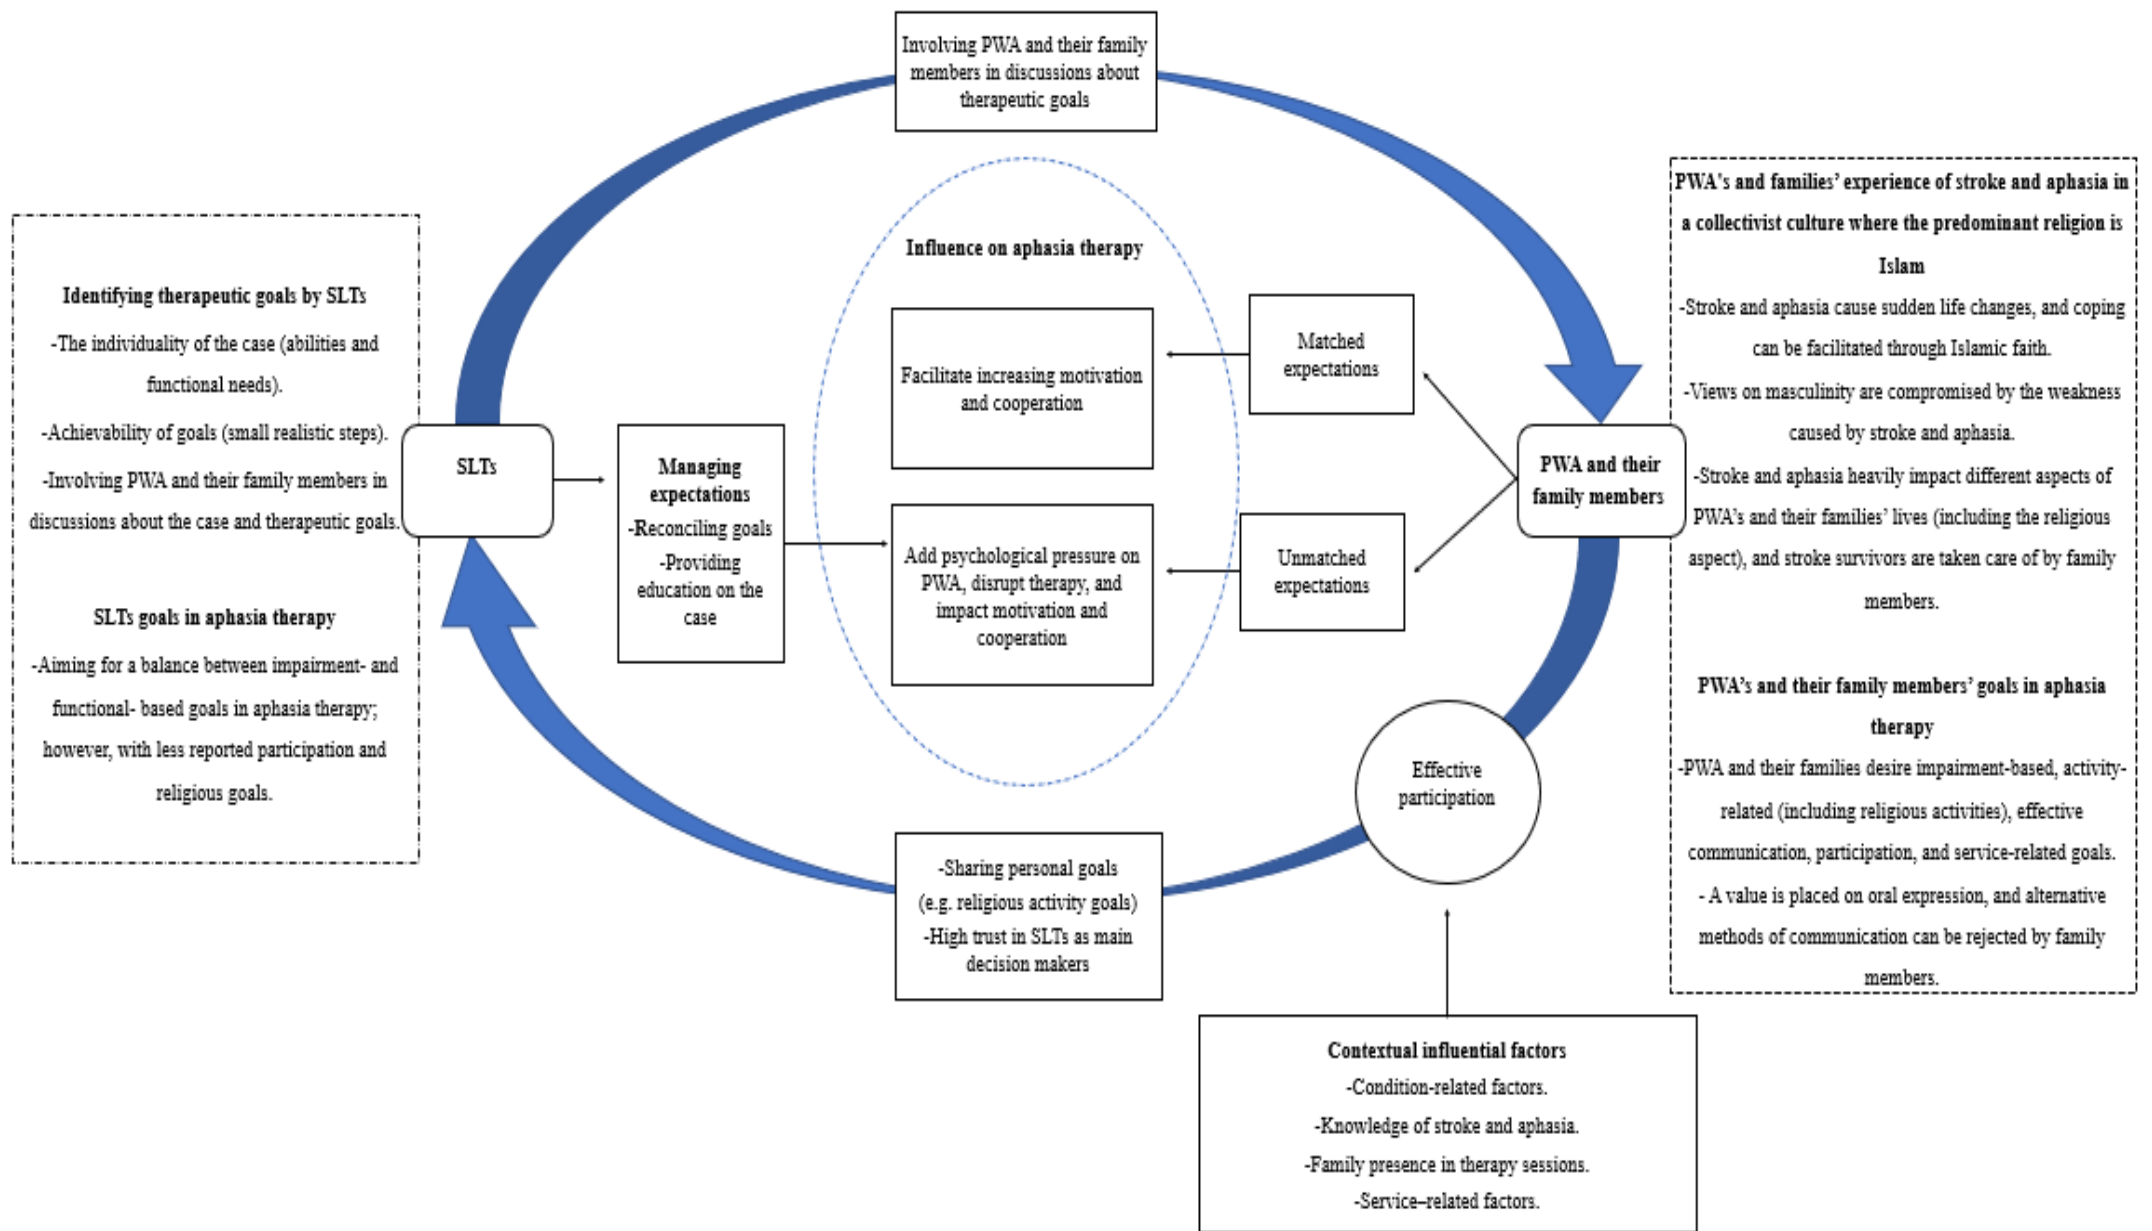 Involving PWA and their family
members in discussions about
therapeutic goals
Identifying therapeutic goals by SLTs
-The individuality of the case (abilities and
functional needs).
-Achievability of goals (small realistic steps).
-Involving PWA and their family members in
discussions about the case and therapeutic goals.
SLTs goals in aphasia therapy
-Aiming for a balance between impairment- and
functional- based goals in aphasia therapy;
however, with less reported participation and
religious goals.
SLTs
Managing
expectations
-Reconciling goals
-Providing
education on the
case
Influence on aphasia therapy
Facilitate increasing motivation
and cooperation
Add psychological pressure on
PWA, disrupt therapy, and
impact motivation and
cooperation
Matched
expectations
Unmatched
expectations
PWA and their
family members
PWA's and families’ experience of stroke and aphasia in
a collectivist culture where the predominant religion is
Islam
-Stroke and aphasia cause sudden life changes, and coping
can be facilitated through Islamic faith.
-Views on masculinity are compromised by the weakness
caused by stroke and aphasia.
-Stroke and aphasia heavily impact different aspects of
PWA’s and their families’ lives (including the religious
aspect), and stroke survivors are taken care of by family
members.
PWA’s and their family members’ goals in aphasia
therapy
-PWA and their families desire impairment-based, activity-
related (including religious activities), effective
communication, participation, and service-related goals.
- A value is placed on oral expression, and alternative
methods of communication can be rejected by family
members.
Effective
participation
-Sharing personal goals
(e.g. religious activity goals)
-High trust in SLTs as main
decision makers
Contextual influential factors
-Condition-related factors.
-Knowledge of stroke and aphasia.
-Family presence in therapy sessions.
-Service–related factors.